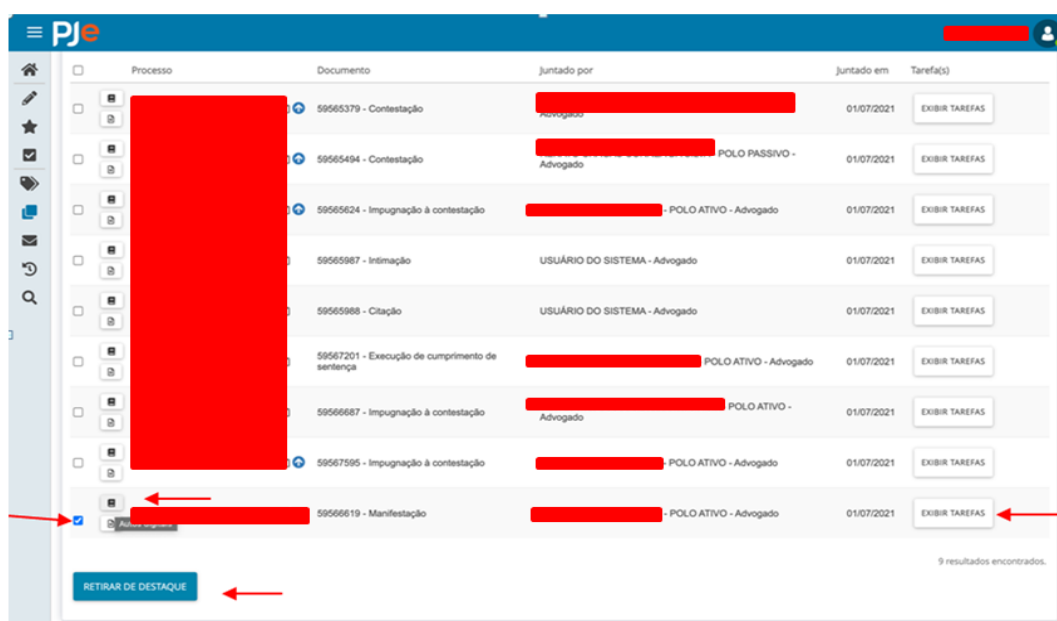 PJe
Processo Documento Juntado por Juntado em Tarefa(s)
59565379 - Contestação Advogado 01/07/2021 EXIBIR TAREFAS
59565494 - Contestação POLO PASSIVO - 01/07/2021 EXIBIR TAREFAS
Advogado
59565624 - Impugnação à contestação - POLO ATIVO - Advogado 01/07/2021 EXIBIR TAREFAS
59565987 - Intimação USUÁRIO DO SISTEMA - Advogado 01/07/2021 EXIBIR TAREFAS
59565988 - Citação USUÁRIO DO SISTEMA - Advogado 01/07/2021 EXIBIR TAREFAS
59567201 - Execução de cumprimento de POLO ATIVO - Advogado 01/07/2021 EXIBIR TAREFAS
sentença
59566687 - Impugnação à contestação POLO ATIVO - 01/07/2021 EXIBIR TAREFAS
Advogado
59567595 - Impugnação à contestação - POLO ATIVO - Advogado 01/07/2021 EXIBIR TAREFAS
59566619 - Manifestação - POLO ATIVO - Advogado 01/07/2021 EXIBIR TAREFAS
9 resultados encontrados.
RETIRAR DE DESTAQUE